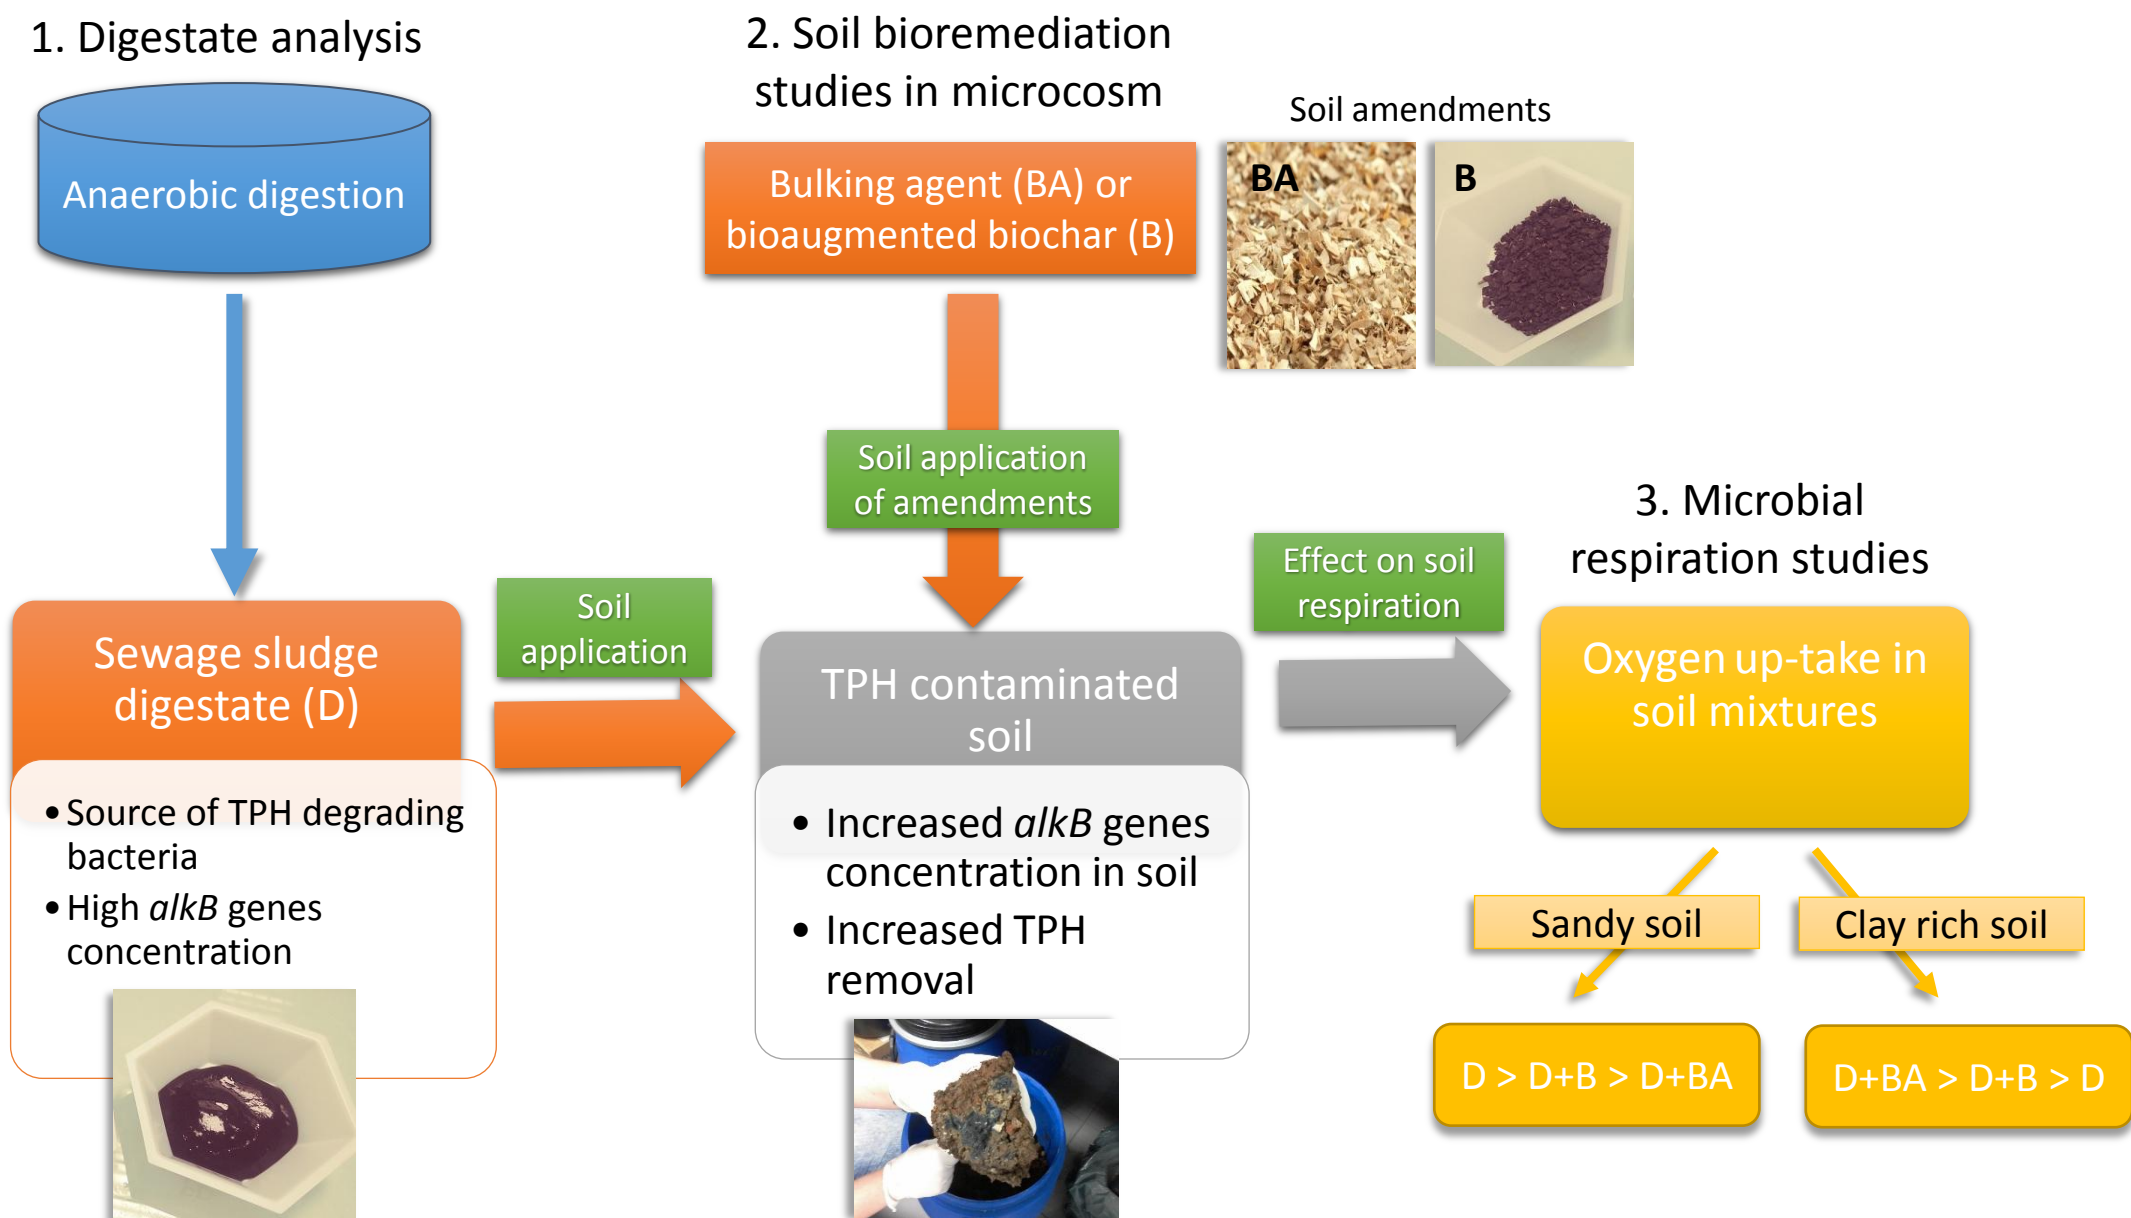 1. Digestate analysis
Anaerobic digestion
Sewage sludge
digestate (D)
• Source of TPH degrading
bacteria
• High alkB genes
concentration
Soil
application
2. Soil bioremediation
studies in microcosm
Bulking agent (BA) or
bioaugmented biochar (B)
Soil amendments
BA
B
Soil application
of amendments
TPH contaminated
soil
• Increased alkB genes
concentration in soil
• Increased TPH
removal
Effect on soil
respiration
3. Microbial
respiration studies
Oxygen up-take in
soil mixtures
Sandy soil
Clay rich soil
D > D+B > D+BA
D+BA > D+B > D